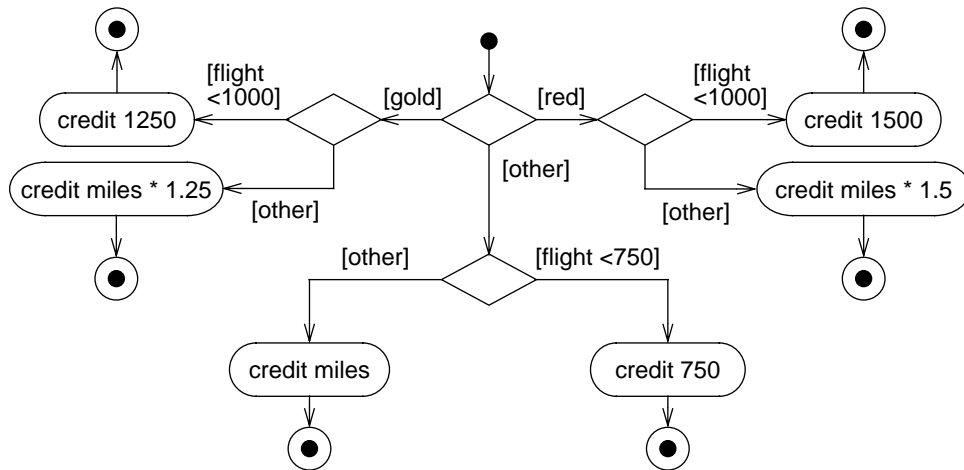 [flight
<1000]
[gold]
[red]
[flight
<1000]
credit 1250
credit 1500
[other]
credit miles * 1.25
credit miles * 1.5
[other]
[other]
[other]
[flight <750]
credit miles
credit 750